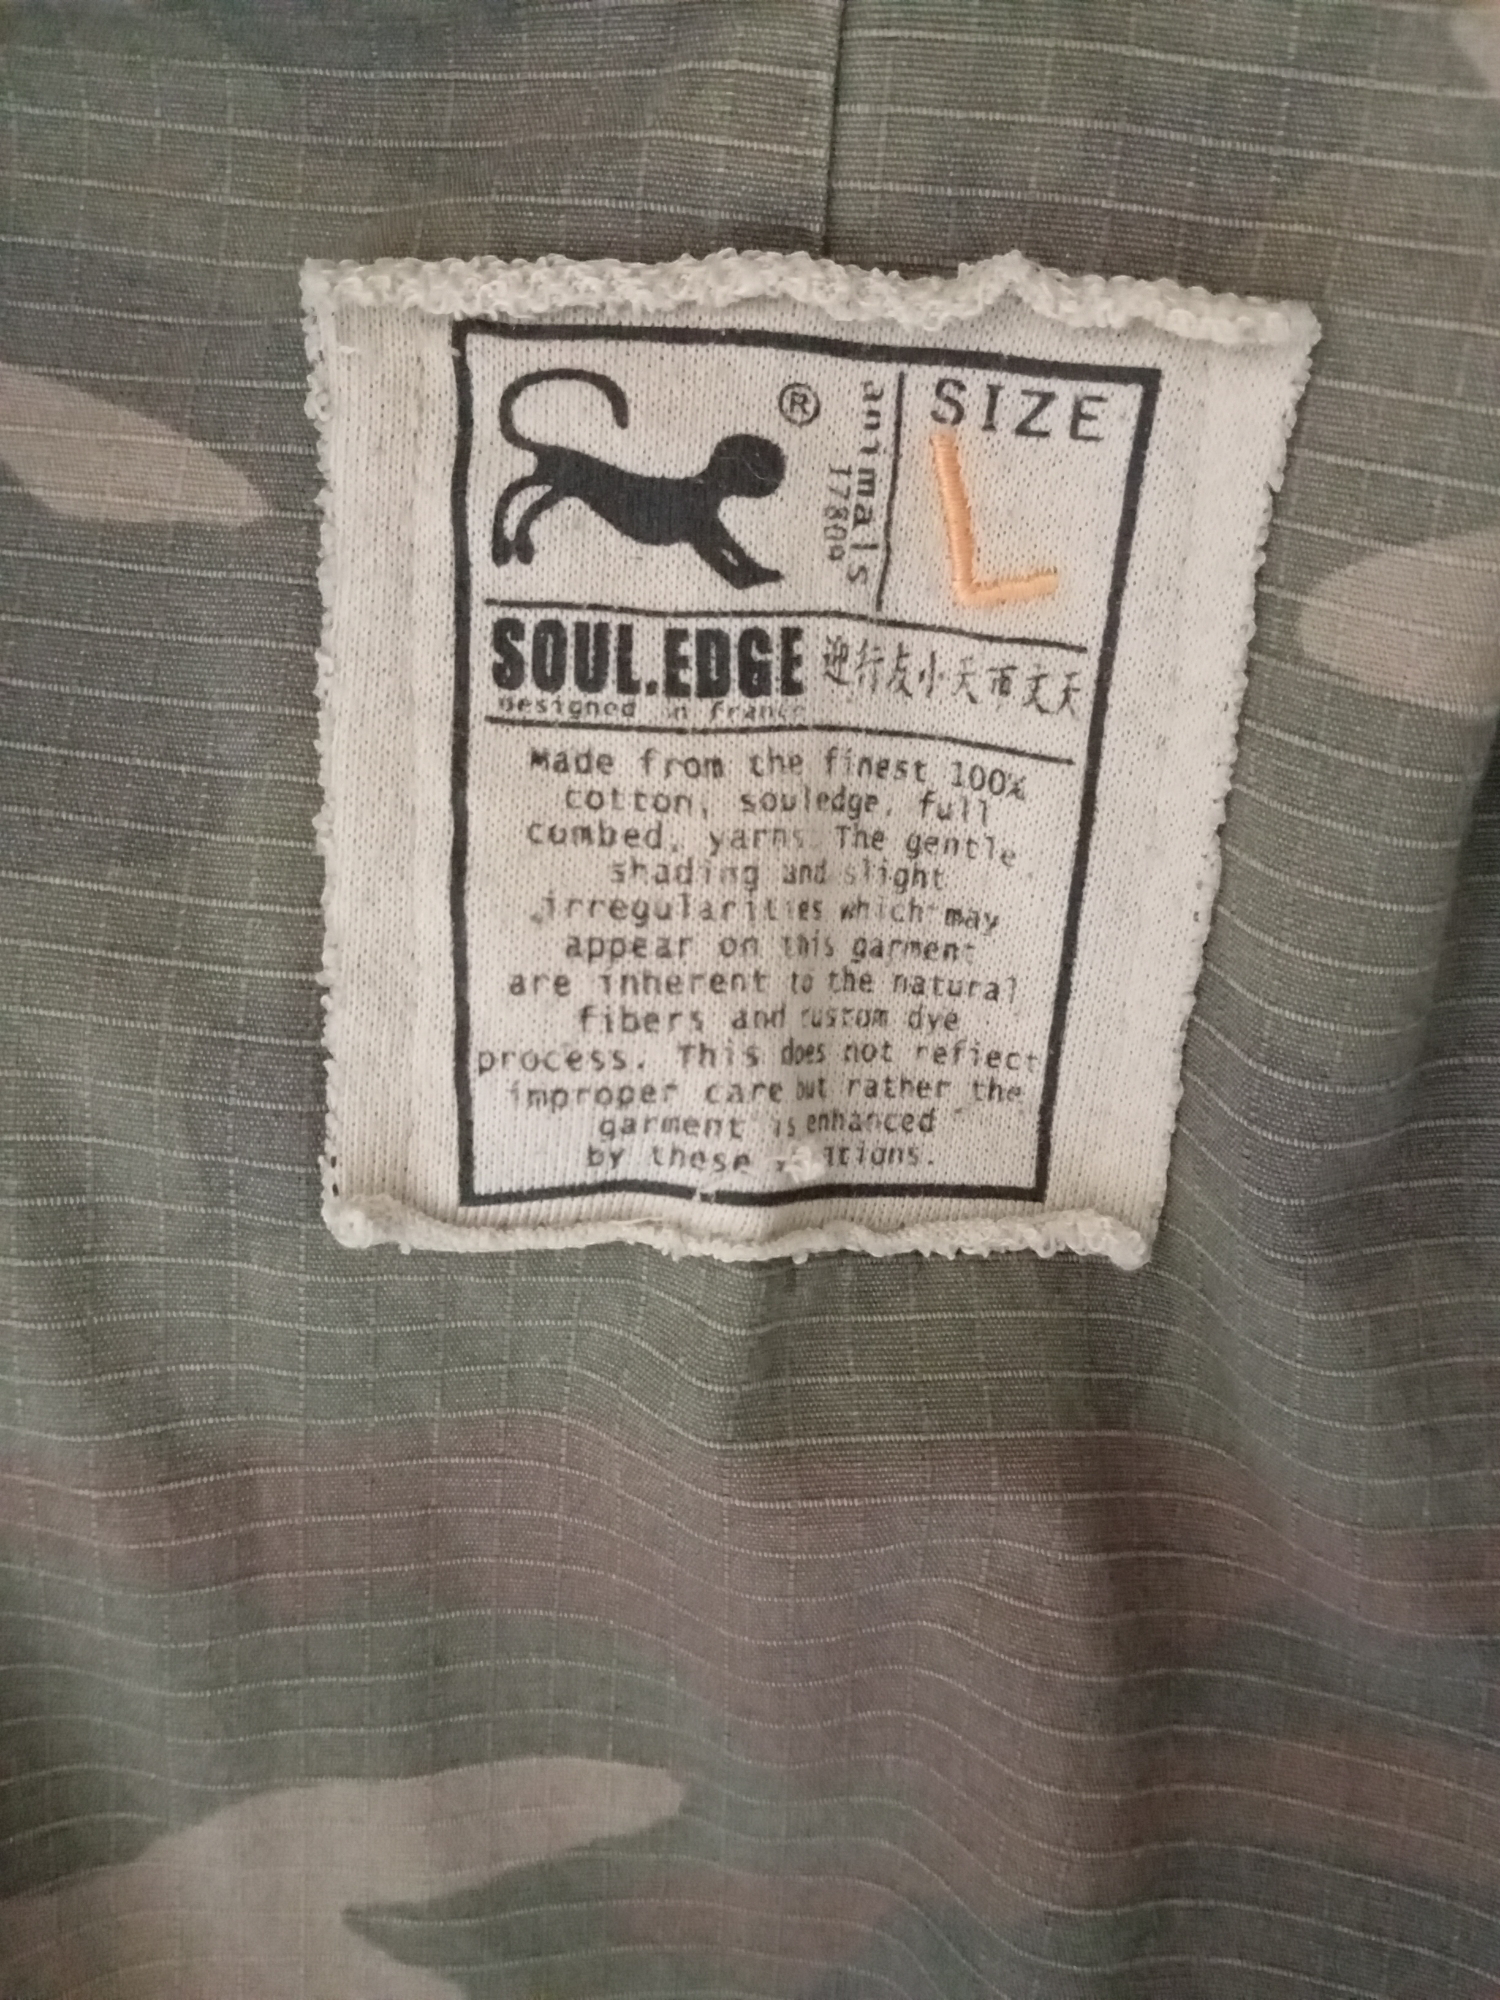 ®
animals
1780a
SIZE
L
SOUL.EDGE
Designed in France
Made from the finest 100%
cotton, souledge, full
combed, yarns. The gentle
shading and slight
irregularities which may
appear on this garment
are inherent to the natural
fibers and custom dye
process. This does not reflect
improper care but rather the
garment is enhanced
by these